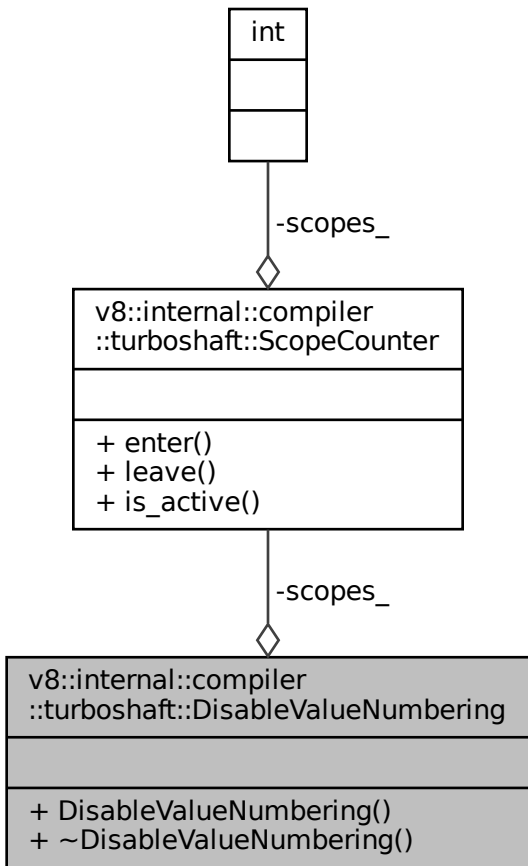 int
-scopes_
v8::internal::compiler
::turboshaft::ScopeCounter
+ enter()
+ leave()
+ is_active()
-scopes_
v8::internal::compiler
::turboshaft::DisableValueNumbering
+ DisableValueNumbering()
+ ~DisableValueNumbering()